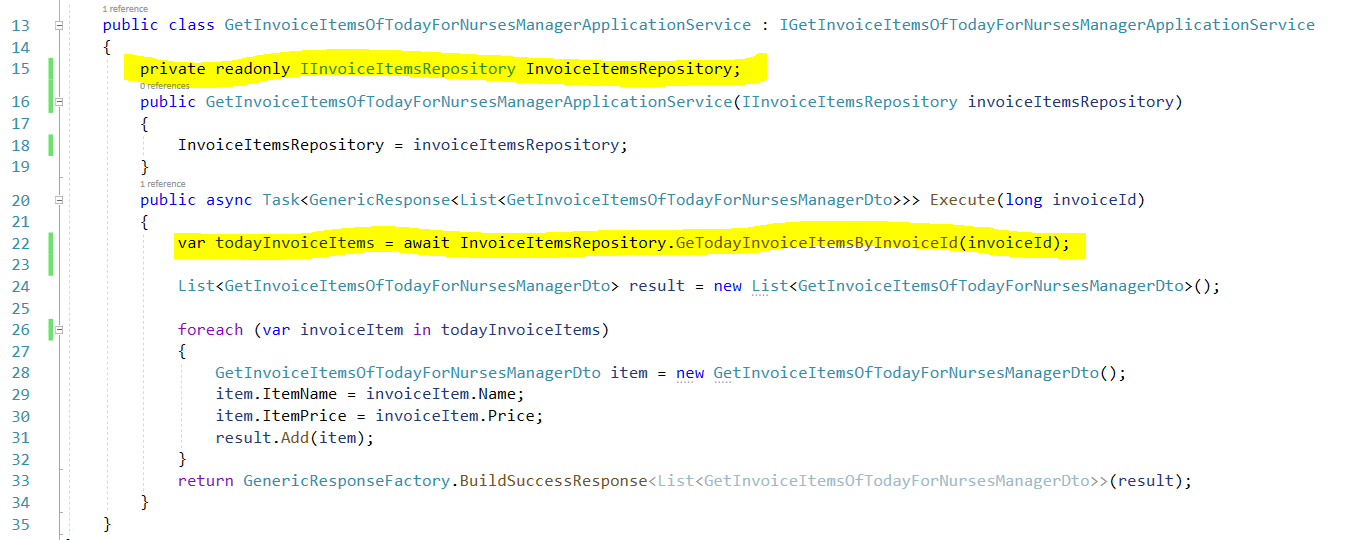 1 reference
13 public class GetInvoiceItemsOfTodayForNursesManagerApplicationService : IGetInvoiceItemsOfTodayForNursesManagerApplicationService
14 {
15 private readonly IInvoiceItemsRepository InvoiceItemsRepository;
0 references
16 public GetInvoiceItemsOfTodayForNursesManagerApplicationService(IInvoiceItemsRepository invoiceItemsRepository)
17 {
18 InvoiceItemsRepository = invoiceItemsRepository;
19 }
1 reference
20 public async Task<GenericResponse<List<GetInvoiceItemsOfTodayForNursesManagerDto>>> Execute(long invoiceId)
21 {
22 var todayInvoiceItems = await InvoiceItemsRepository.GeTodayInvoiceItemsByInvoiceId(invoiceId);
23
24 List<GetInvoiceItemsOfTodayForNursesManagerDto> result = new List<GetInvoiceItemsOfTodayForNursesManagerDto>();
25
26 foreach (var invoiceItem in todayInvoiceItems)
27 {
28 GetInvoiceItemsOfTodayForNursesManagerDto item = new GetInvoiceItemsOfTodayForNursesManagerDto();
29 item.ItemName = invoiceItem.Name;
30 item.ItemPrice = invoiceItem.Price;
31 result.Add(item);
32 }
33 return GenericResponseFactory.BuildSuccessResponse<List<GetInvoiceItemsOfTodayForNursesManagerDto>>(result);
34 }
35 }